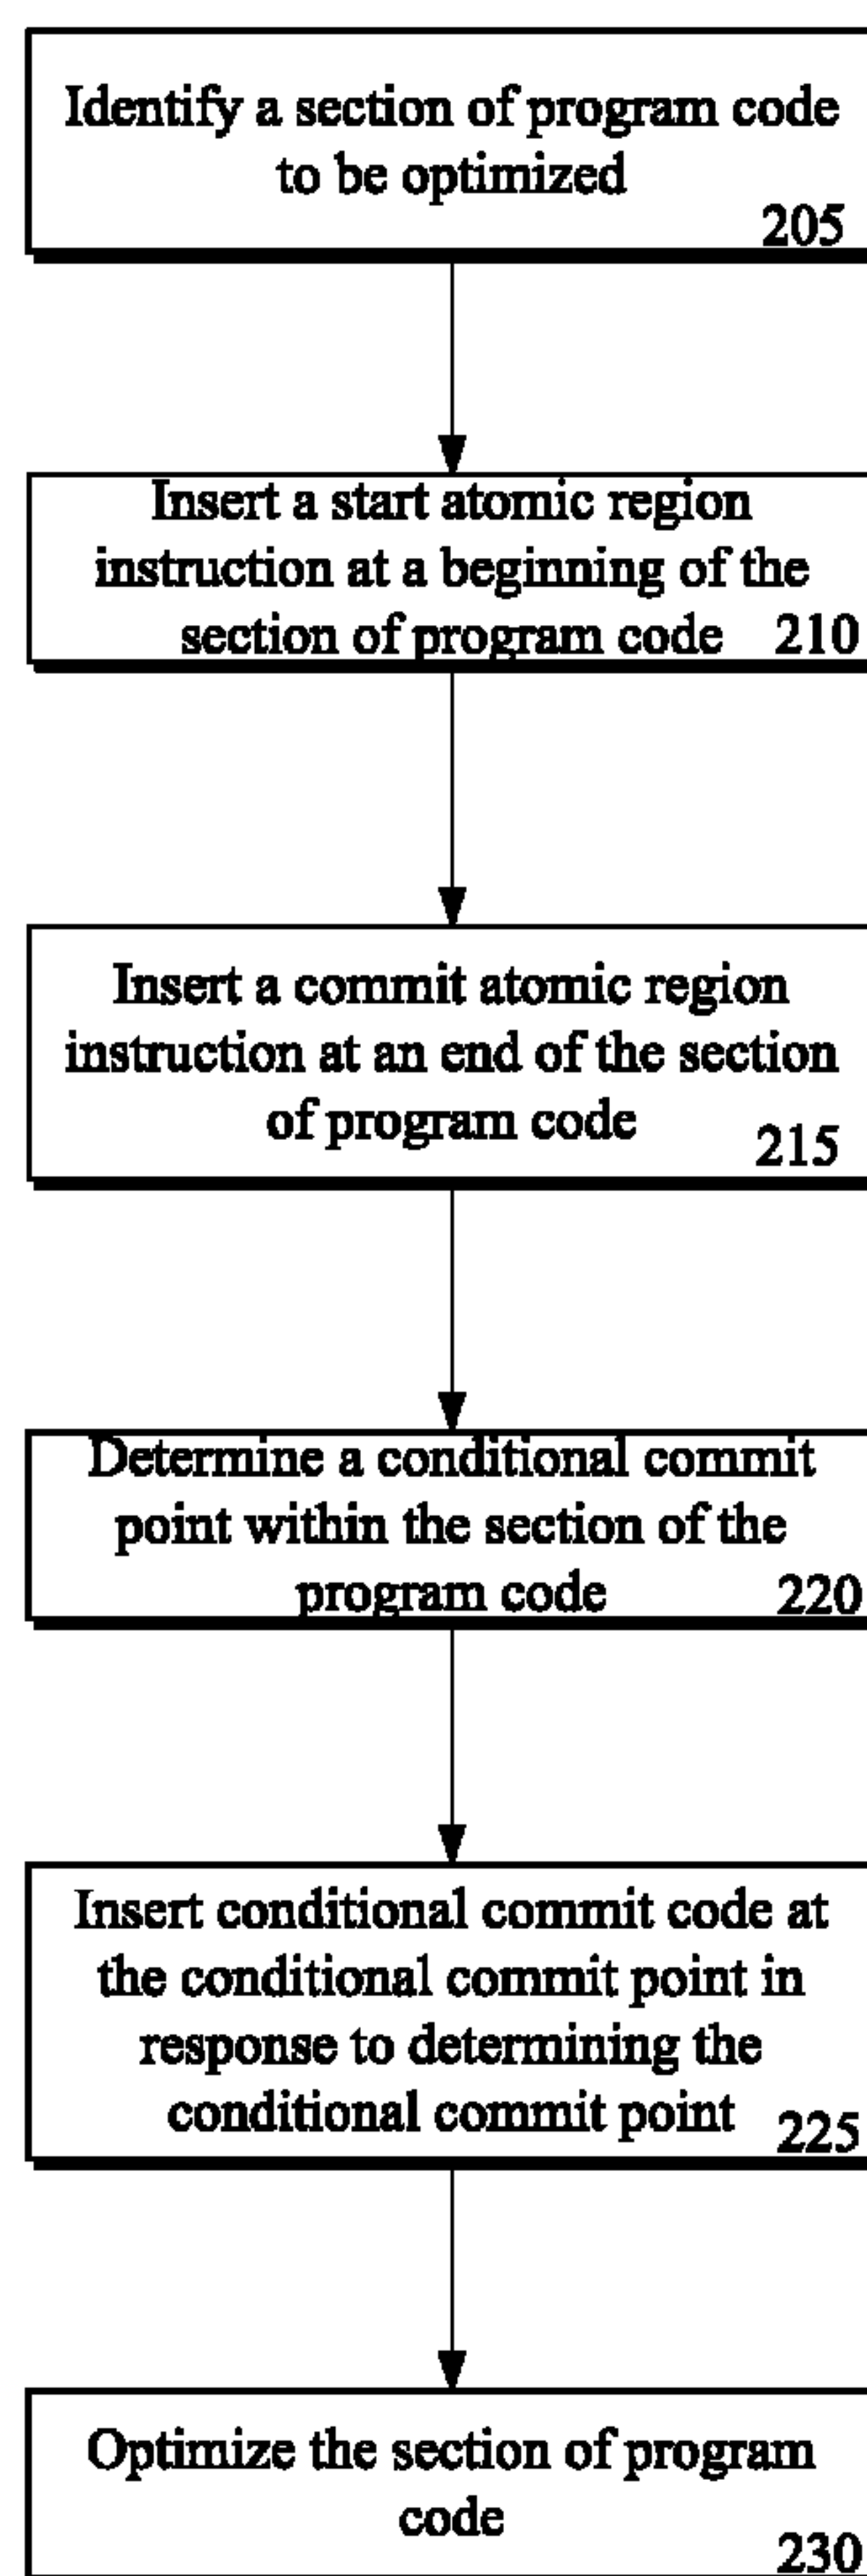 Identify a section of program code
to be optimized
205
Insert a start atomic region
instruction at a beginning of the
section of program code 210
Insert a commit atomic region
instruction at an end of the section
of program code
215
Determine a conditional commit
point within the section of the
program code 220
Insert conditional commit code at
the conditional commit point in
response to determining the
conditional commit point 225
Optimize the section of program
code
230